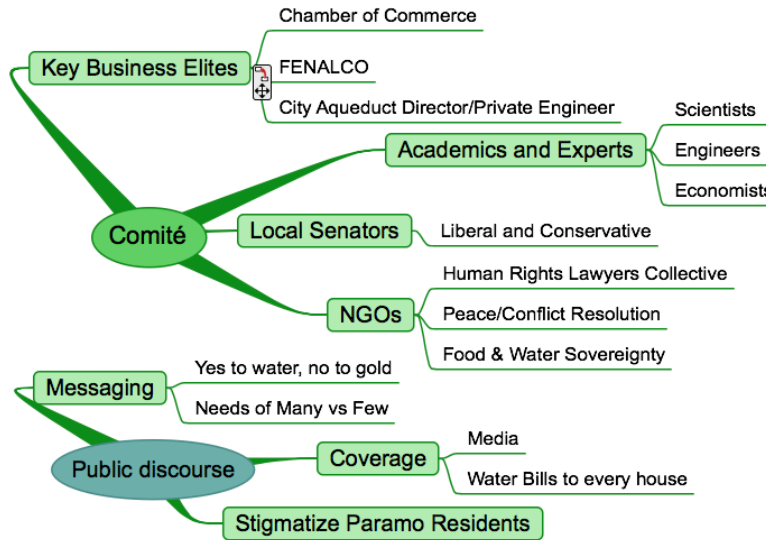 Chamber of Commerce
Key Business Elites
FENALCO
City Aqueduct Director/Private Engineer
Scientists
Academics and Experts
Engineers
Economists
Comité
Local Senators
Liberal and Conservative
Human Rights Lawyers Collective
NGOs
Peace/Conflict Resolution
Food & Water Sovereignty
Yes to water, no to gold
Messaging
Needs of Many vs Few
Media
Public discourse
Coverage
Water Bills to every house
Stigmatize Paramo Residents